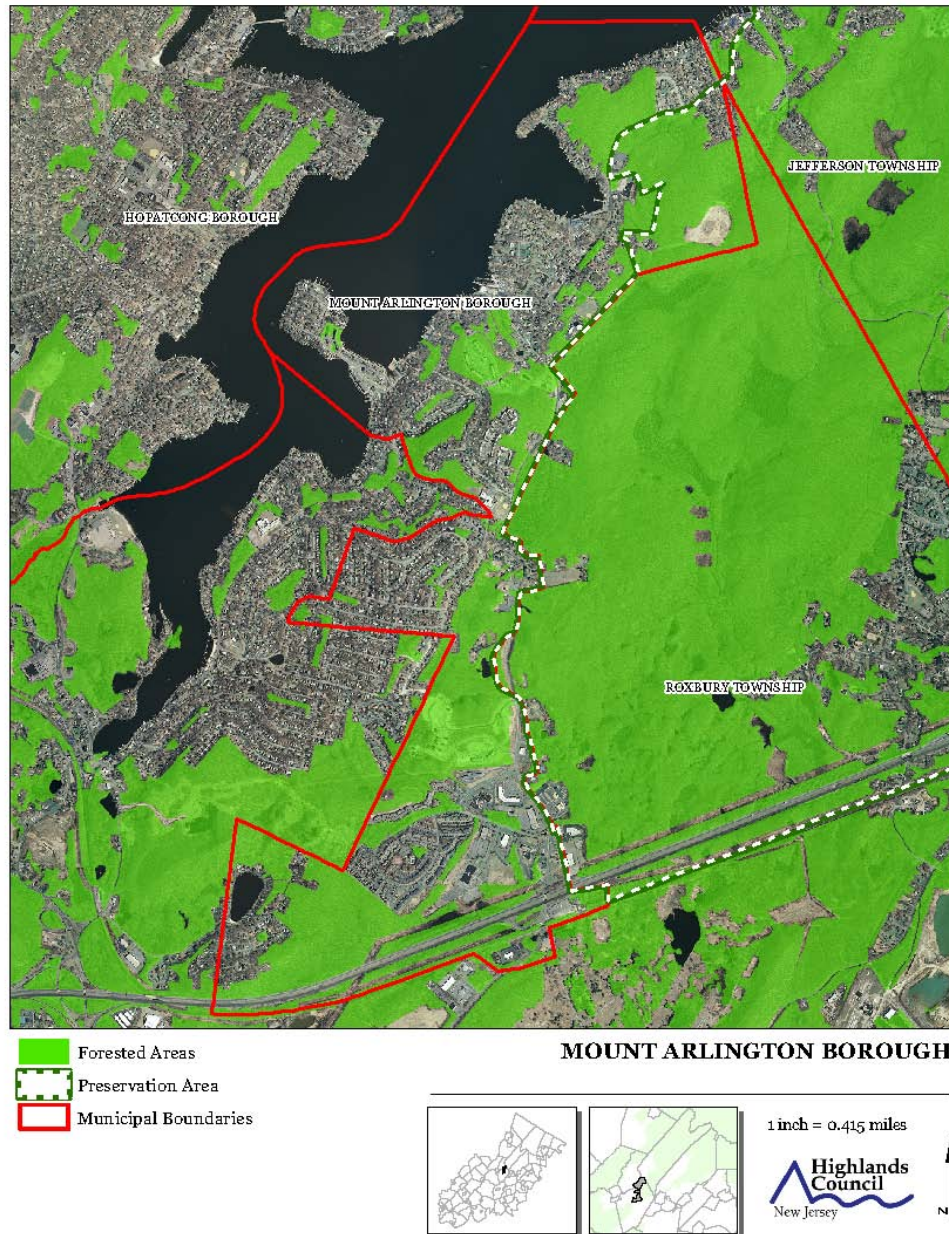 JEFFERSON TOWNSHIP
HOPATCONG BOROUGH
MOUNT ARLINGTON BOROUGH
ROXBURY TOWNSHIP
Forested Areas
Preservation Area
Municipal Boundaries
MOUNT ARLINGTON BOROUGH
1 inch = 0.415 miles
Highlands
Council
New Jersey
N